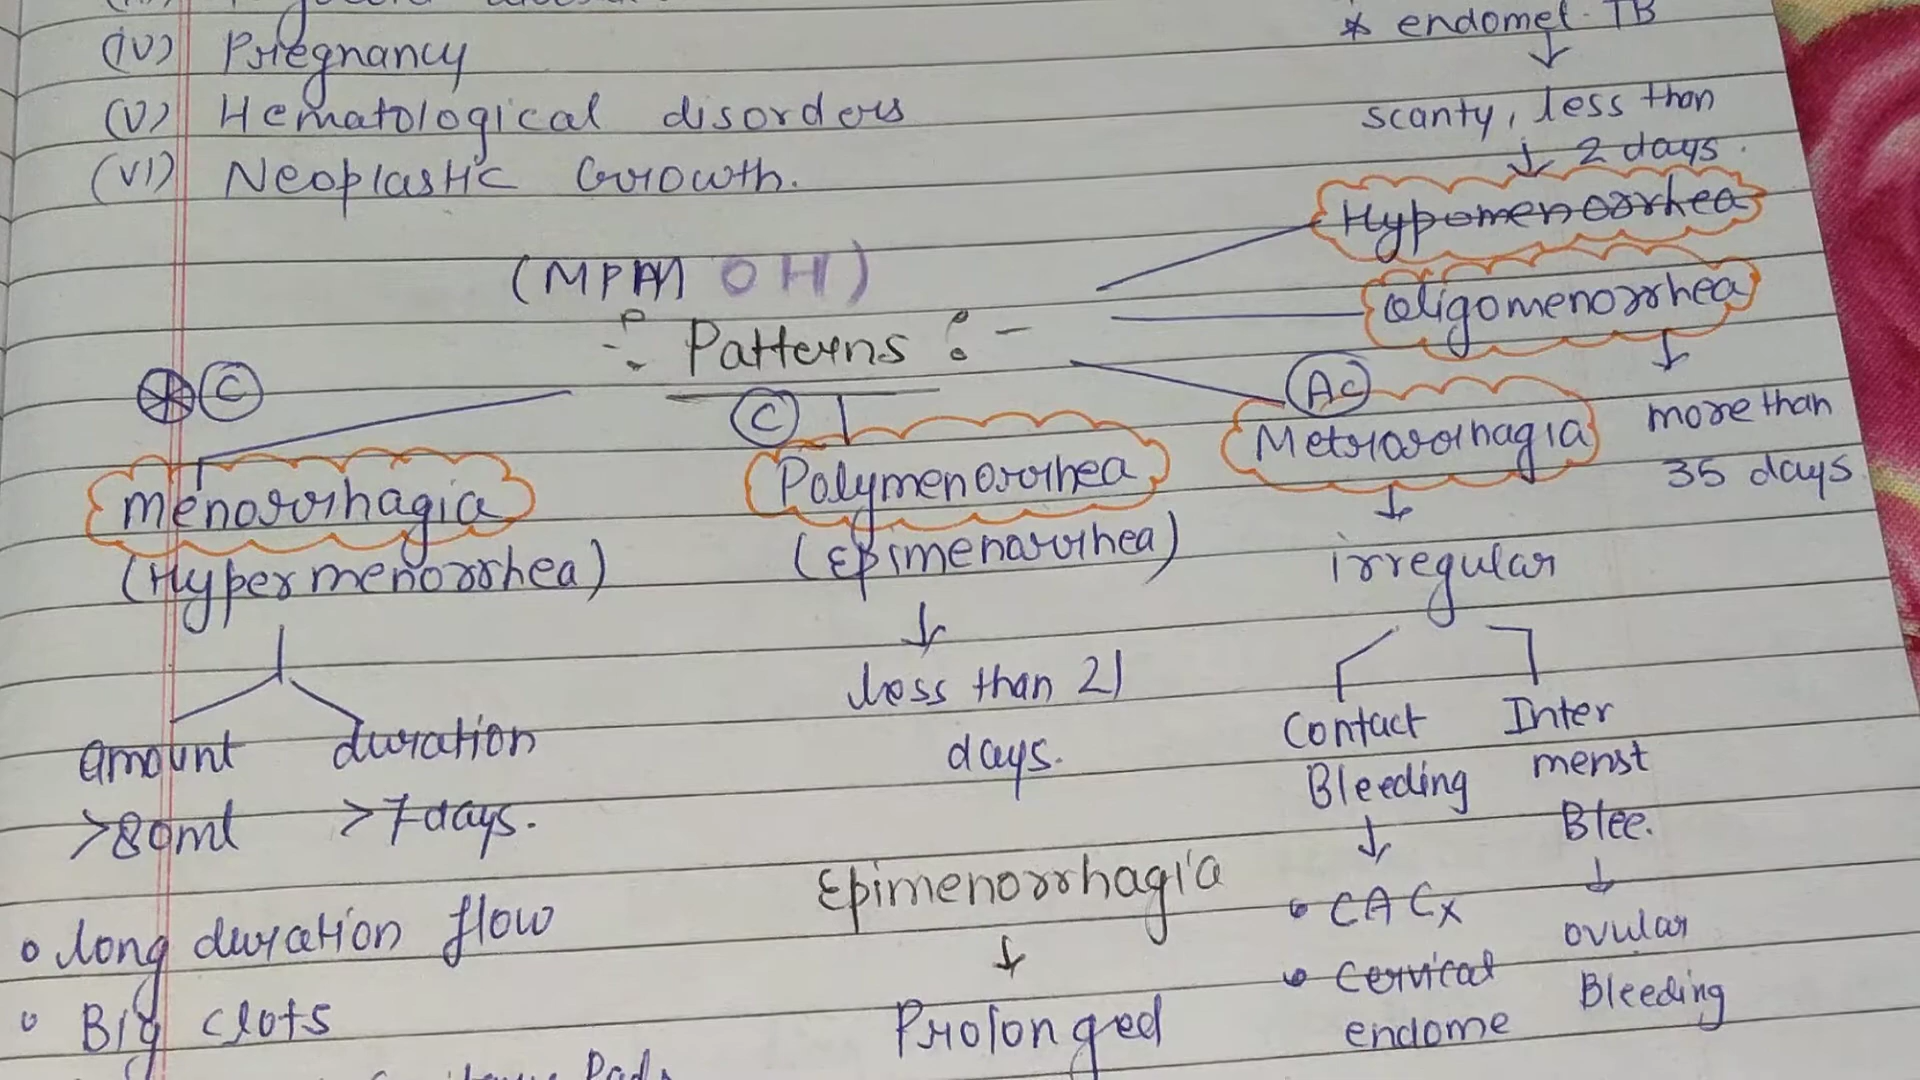 (iv) Pregnancy
(v) Hematological disorders
(vi) Neoplastic Growth.
* endomet. TB
scanty, less than
2 days.
Hypomenorrhea
oligomenorrhea
more than
35 days
OH)
Patterns :-
C
menorrhagia
(Hypermenorrhea)
amount
>80ml
duration
>7days.
o long duration flow
o Big clots
C
Polymenorrhea
(Epimenorrhea)
less than 21
days.
Epimenorrhagia
Prolonged
Ac
Metrorrhagia
irregular
Contact
Bleeding
• CA Cx
• Cervical
endome
Inter
menst
Blee.
ovular
Bleeding
Pads